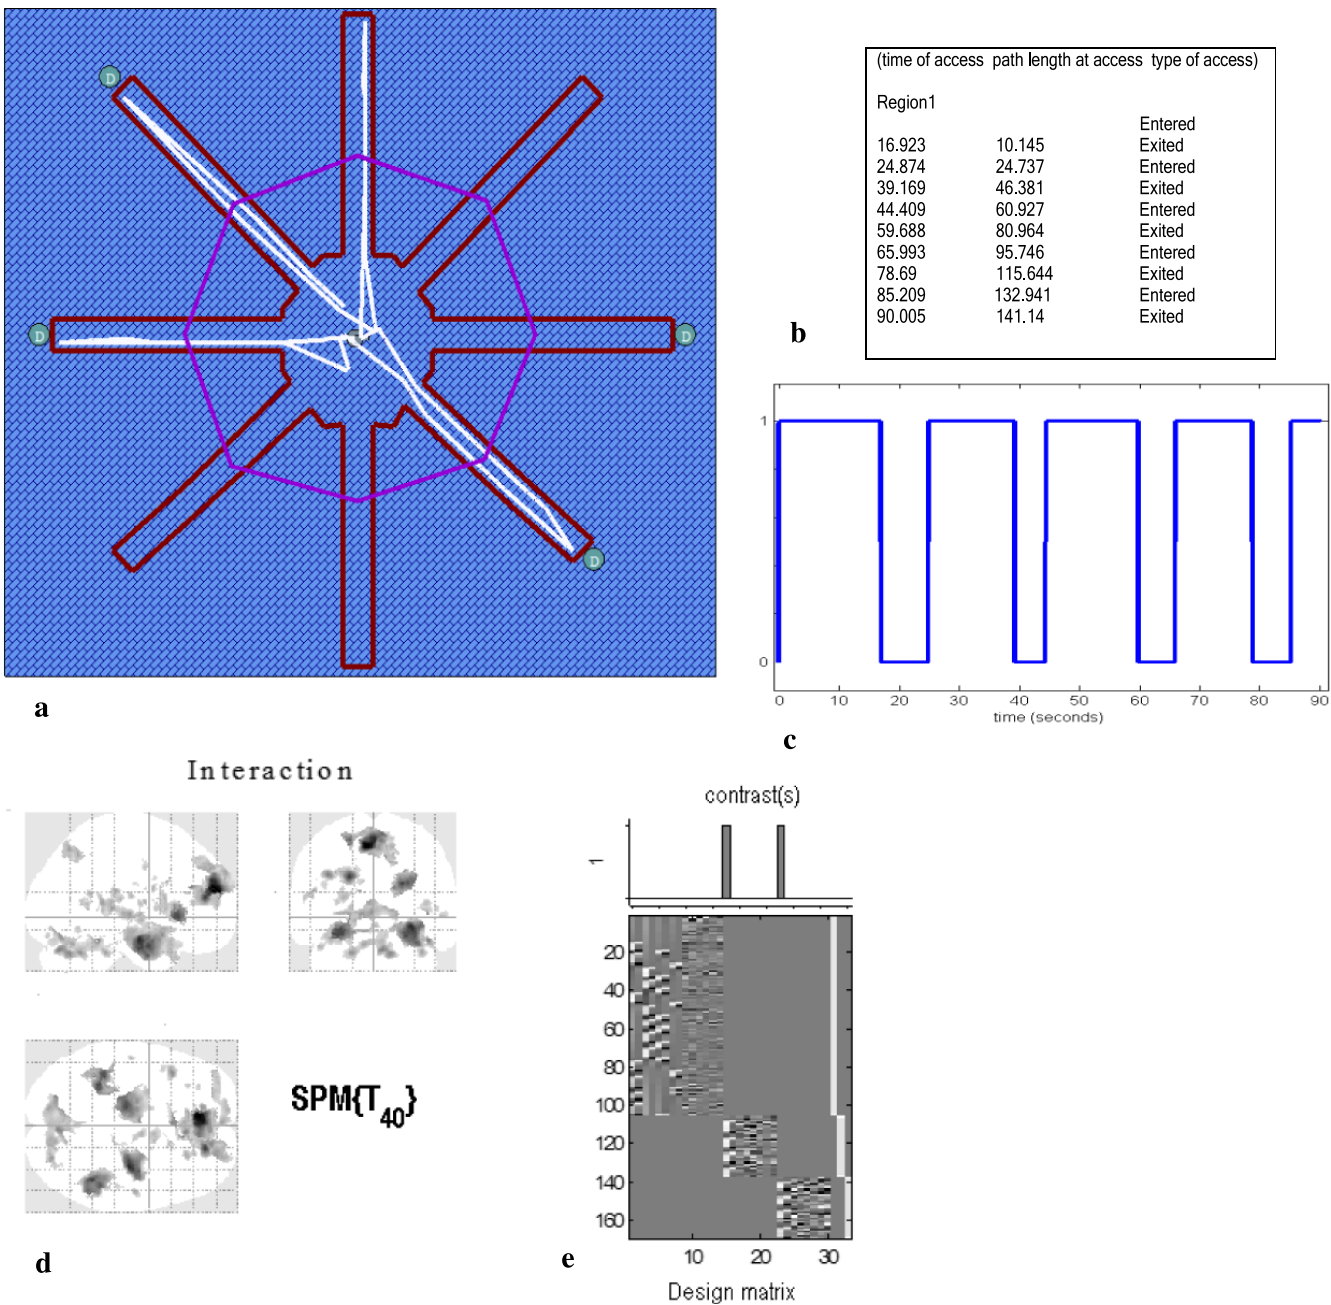 D
D
D
D
a
(time of access path length at access type of access)
Region1
Entered
16.923 10.145 Exited
24.874 24.737 Entered
39.169 46.381 Exited
44.409 60.927 Entered
59.688 80.964 Exited
65.993 95.746 Entered
78.69 115.644 Exited
85.209 132.941 Entered
90.005 141.14 Exited
b
1
0
0 10 20 30 40 50 60 70 80 90
time (seconds)
c
Interaction
SPM{T40}
d
contrast(s)
1
20
40
60
80
100
120
140
160
10 20 30
Design matrix
e